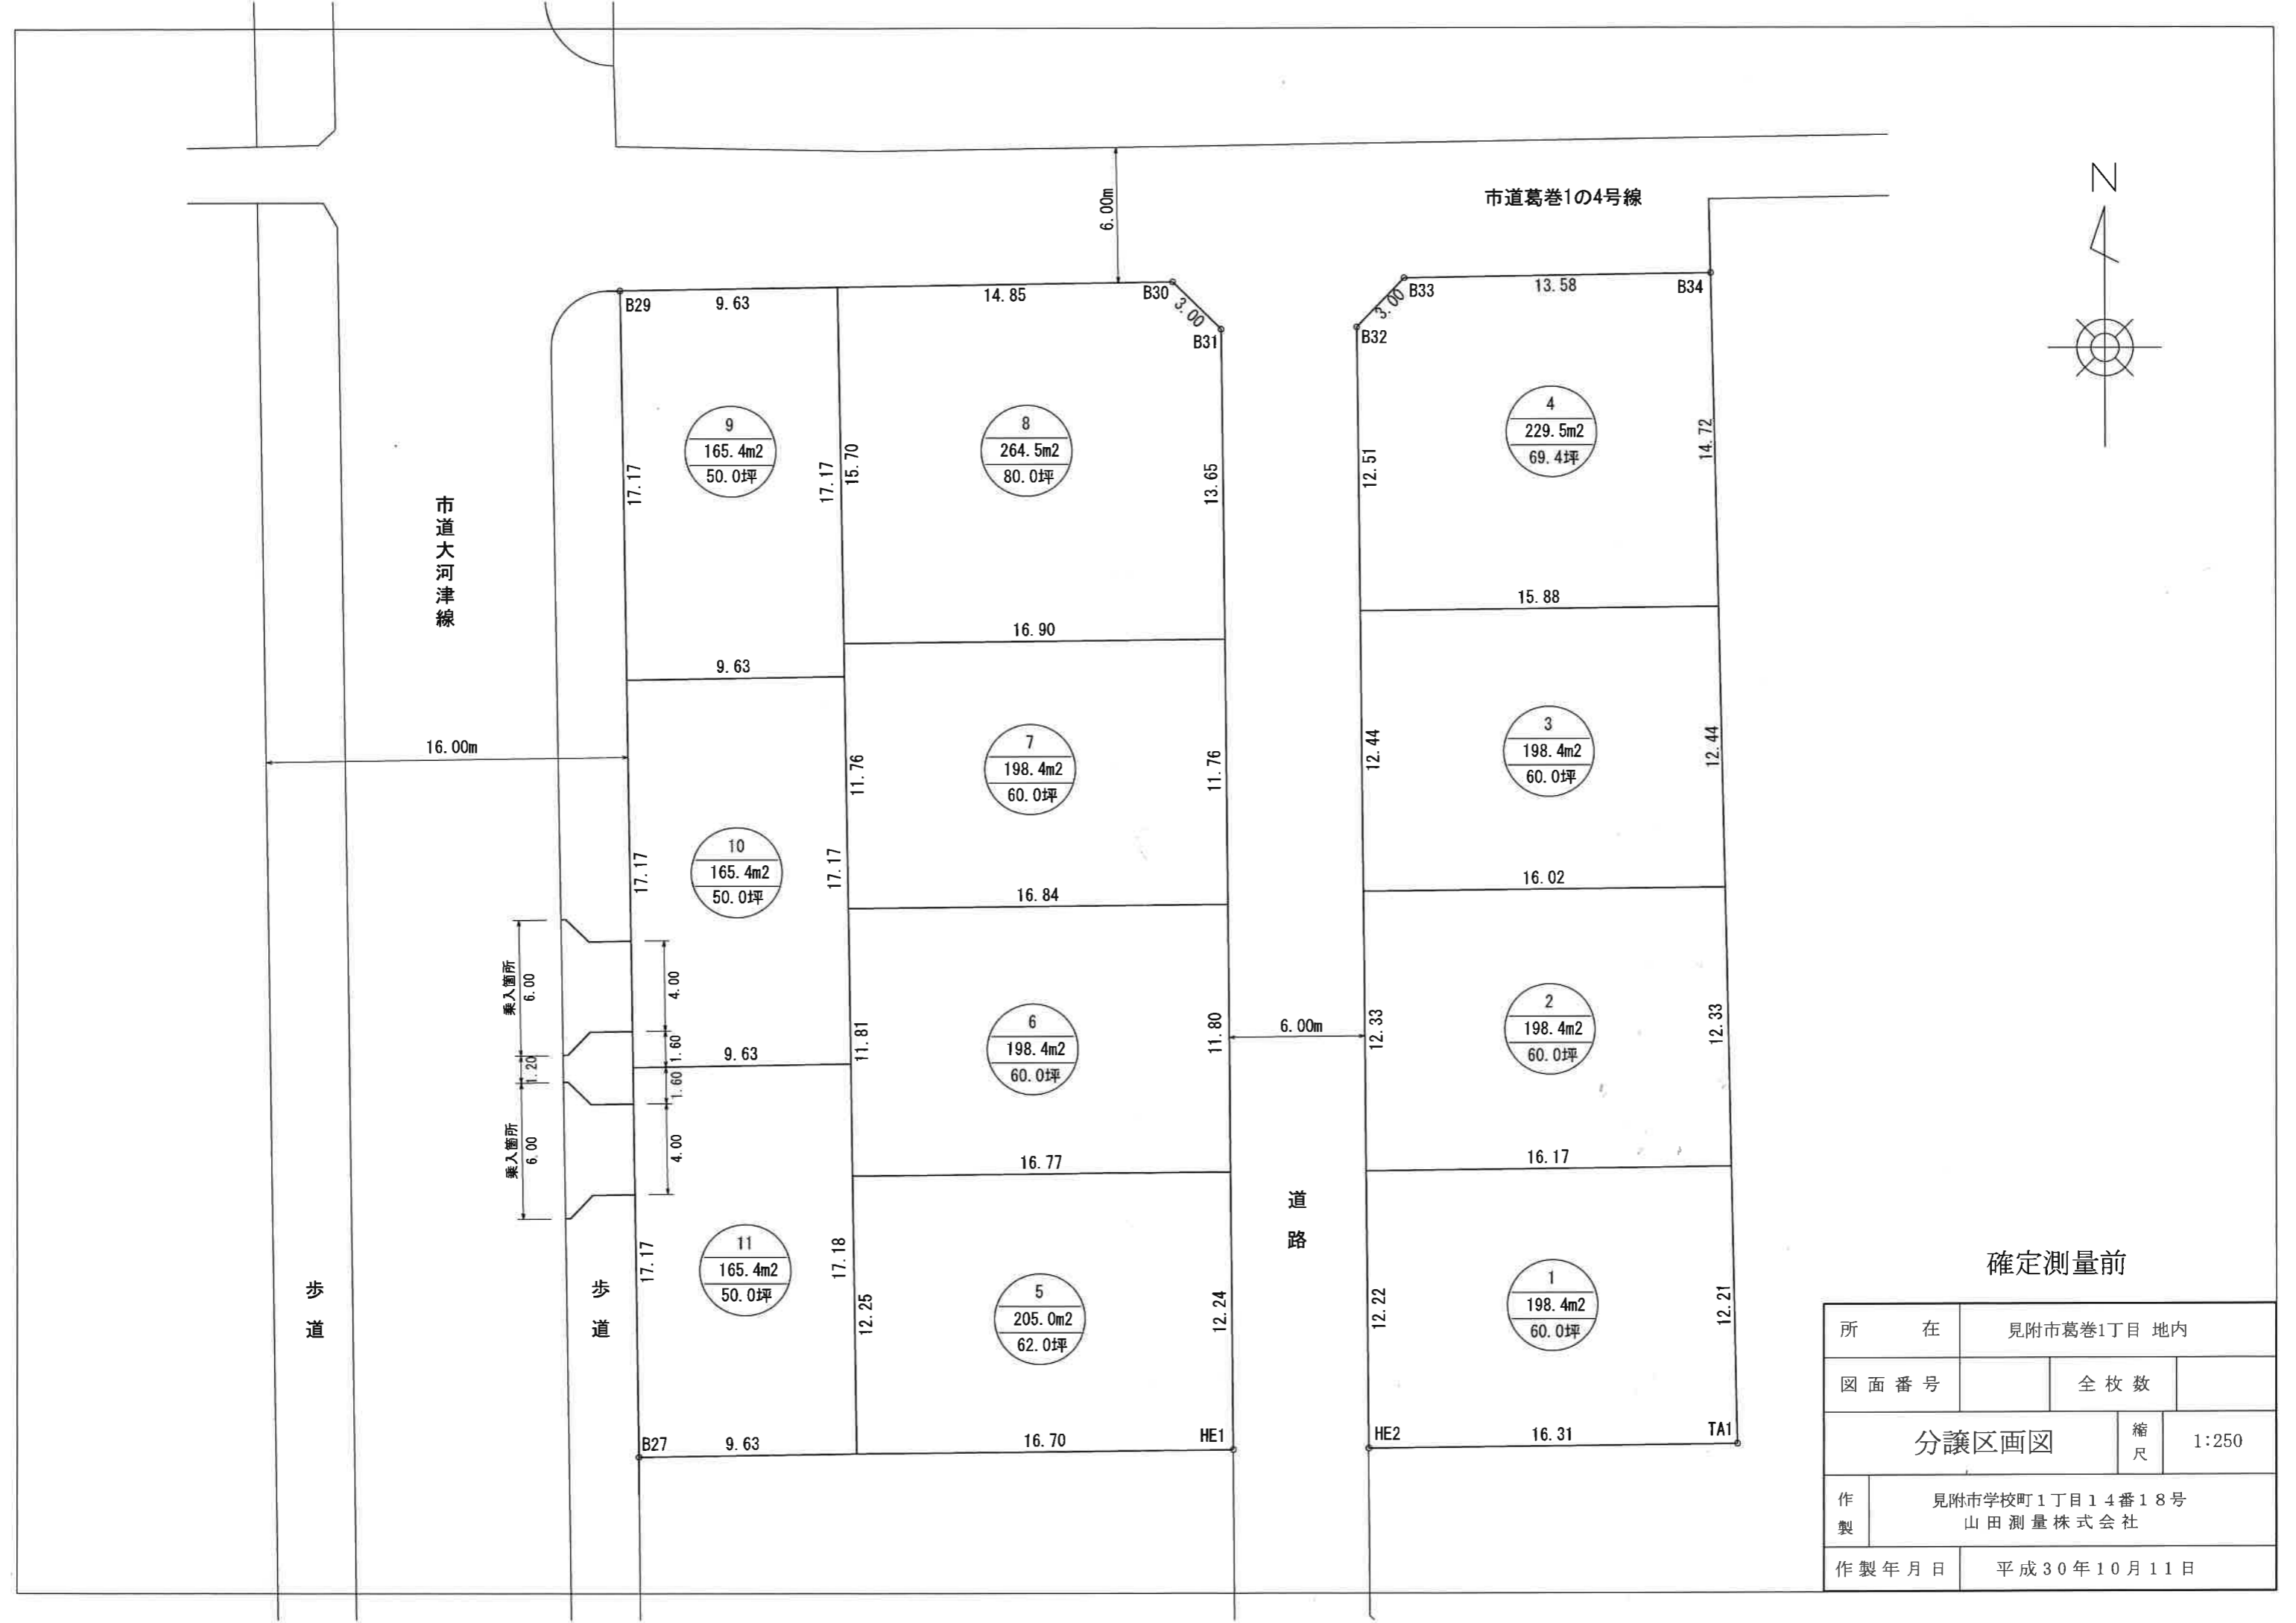 市道葛巻1の4号線
N
6.00m
B29
9.63
14.85
B30
3.00
B31
B33
3.00
B32
13.58
B34
9
165.4m2
50.0坪
17.17
17.17
15.70
8
264.5m2
80.0坪
13.65
12.51
4
229.5m2
69.4坪
14.72
市道大河津線
15.88
16.90
9.63
16.00m
7
198.4m2
60.0坪
11.76
11.76
12.44
3
198.4m2
60.0坪
12.44
10
165.4m2
50.0坪
17.17
17.17
16.84
16.02
乗入箇所
6.00
4.00
1.60
1.20
1.60
9.63
乗入箇所
6.00
4.00
11.81
6
198.4m2
60.0坪
11.80
6.00m
12.33
2
198.4m2
60.0坪
12.33
16.77
16.17
道路
11
165.4m2
50.0坪
17.17
17.18
12.25
5
205.0m2
62.0坪
12.24
12.22
1
198.4m2
60.0坪
12.21
歩道
歩道
B27
9.63
16.70
HE1
HE2
16.31
TA1
確定測量前
所在 見附市葛巻1丁目 地内
図面番号 全枚数
分譲区画図 縮尺 1:250
作製 見附市学校町1丁目14番18号
山田測量株式会社
作製年月日 平成30年10月11日